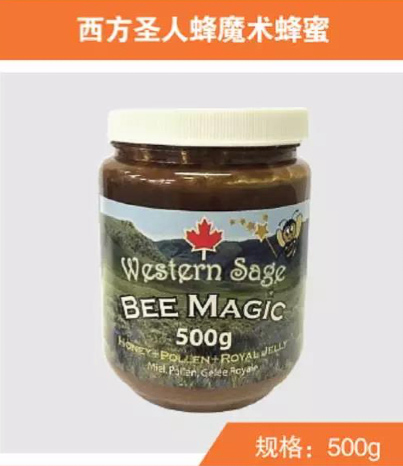 西方圣人蜂魔术蜂蜜
Western Sage
BEE MAGIC
500g
HONEY+POLLEN+ROYAL JELLY
Miel, Pollen, Gelée Royale
规格：500g